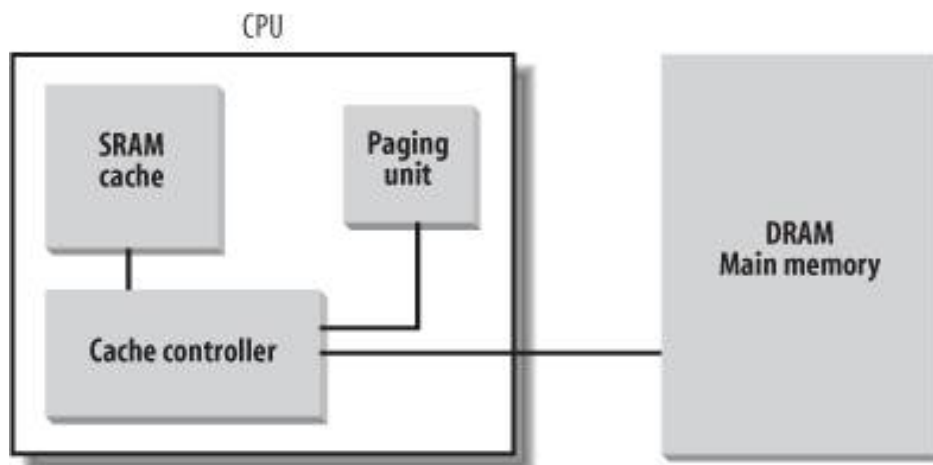 CPU
SRAM
cache
Paging
unit
DRAM
Main memory
Cache controller